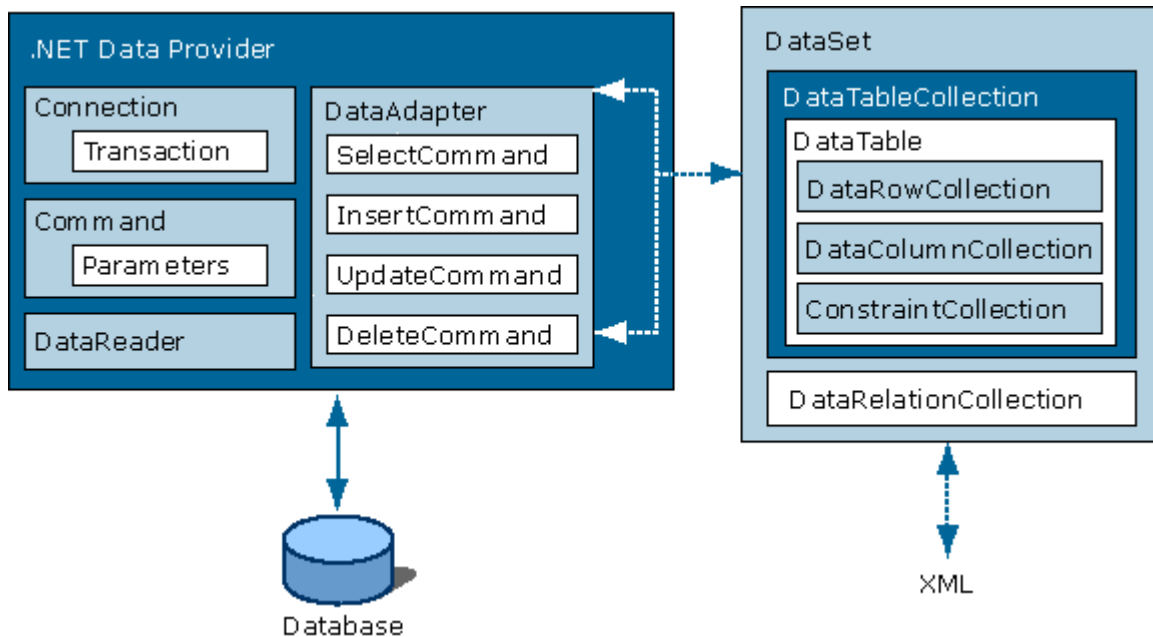 .NET Data Provider
Connection
Transaction
Command
Parameters
DataReader
DataAdapter
SelectCommand
InsertCommand
UpdateCommand
DeleteCommand
Database
DataSet
DataTableCollection
DataTable
DataRowCollection
DataColumnCollection
ConstraintCollection
DataRelationCollection
XML